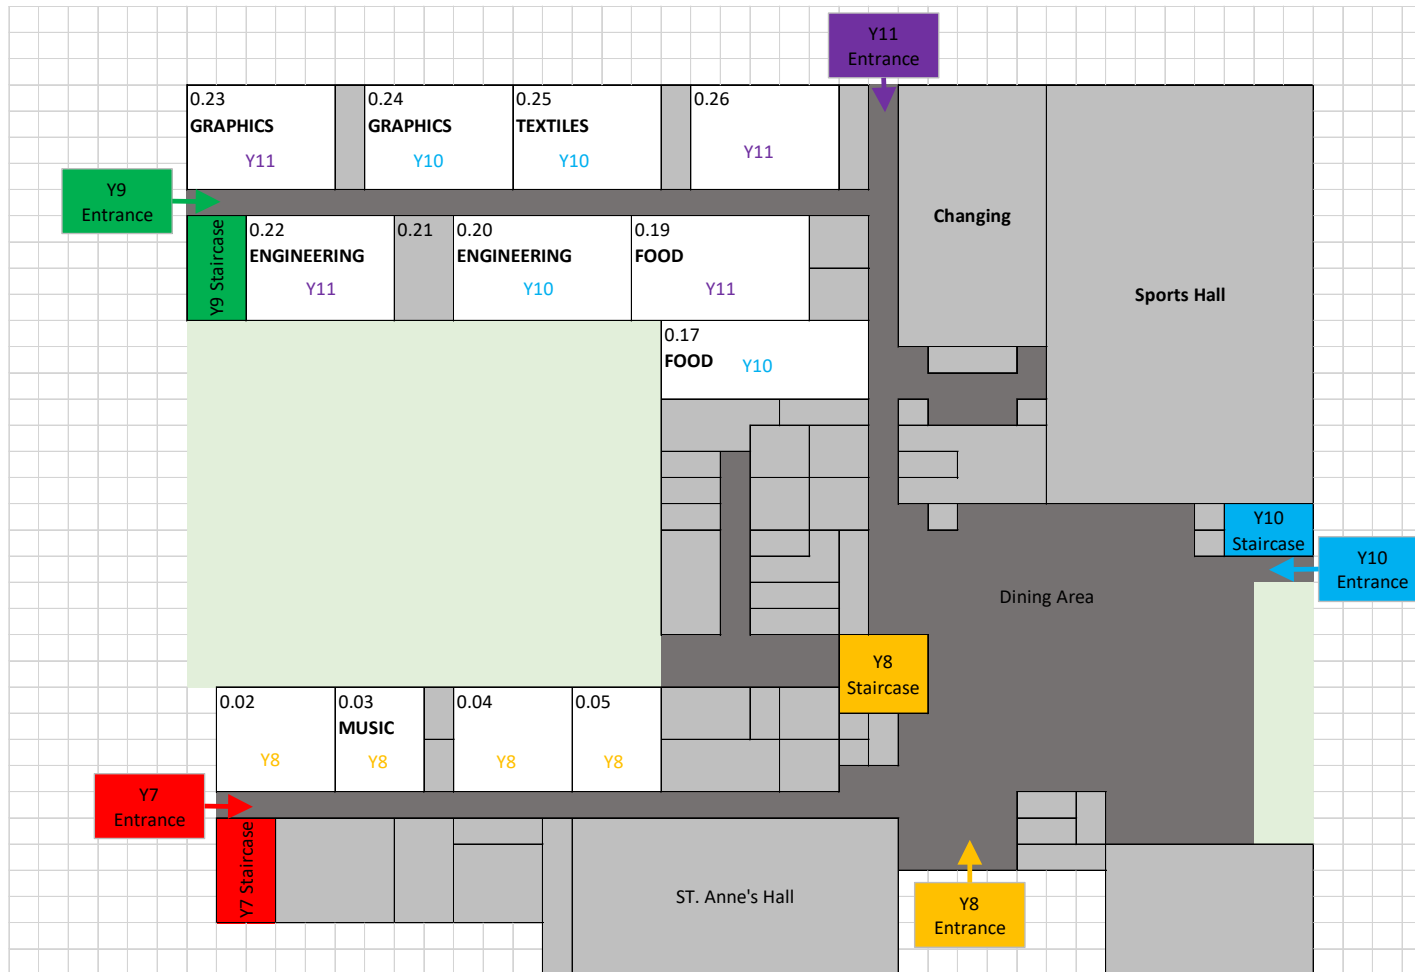 Y11
Entrance
0.23
GRAPHICS
Y11
0.24
GRAPHICS
Y10
0.25
TEXTILES
Y10
0.26
Y11
Y9
Entrance
Y9 Staircase
0.22
ENGINEERING
Y11
0.21
0.20
ENGINEERING
Y10
0.19
FOOD
Y11
Changing
Sports Hall
0.17
FOOD
Y10
Y10
Staircase
Y10
Entrance
Dining Area
Y8
Staircase
0.02
Y8
0.03
MUSIC
Y8
0.04
Y8
0.05
Y8
Y7
Entrance
Y7 Staircase
ST. Anne's Hall
Y8
Entrance